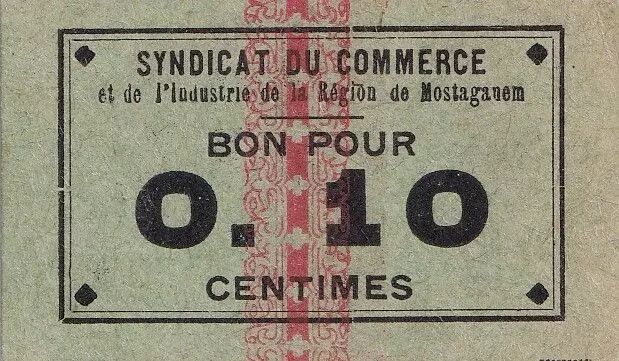 SYNDICAT DU COMMERCE
et de l'Industrie de la Région de Mostaganem
BON POUR
0.10
CENTIMES